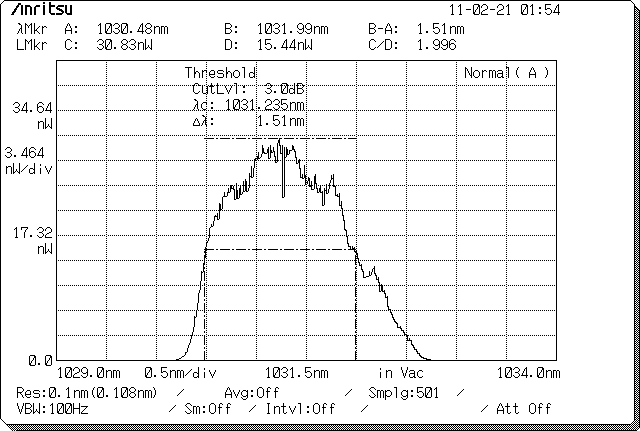 Anritsu 11-02-21 01:54
λMkr A: 1030.48nm B: 1031.99nm B-A: 1.51nm
LMkr C: 30.83nW D: 15.44nW C/D: 1.996
Threshold Normal(A)
CutLvl: 3.0dB
λc: 1031.235nm
Δλ: 1.51nm
34.64
nW
3.464
nW/div
17.32
nW
0.0
1029.0nm 0.5nm/div 1031.5nm in Vac 1034.0nm
Res:0.1nm(0.108nm) / Avg:Off / Smplg:501 /
VBW:100Hz / Sm:Off / Intvl:Off / / Att Off